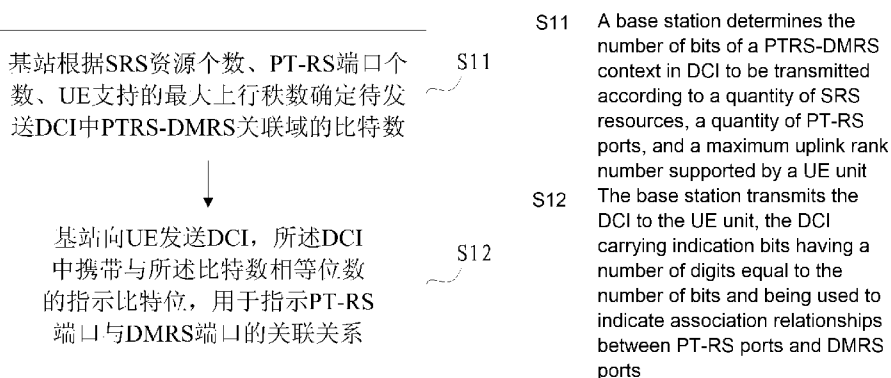 基站根据SRS资源个数、PT-RS端口个
数、UE支持的最大上行秩数确定待发
送DCI中PTRS-DMRS关联域的比特数
S11
基站向UE发送DCI，所述DCI
中携带与所述比特数相等位数
的指示比特位，用于指示PT-RS
端口与DMRS端口的关联关系
S12
S11 A base station determines the
number of bits of a PTRS-DMRS
context in DCI to be transmitted
according to a quantity of SRS
resources, a quantity of PT-RS
ports, and a maximum uplink rank
number supported by a UE unit
S12 The base station transmits the
DCI to the UE unit, the DCI
carrying indication bits having a
number of digits equal to the
number of bits and being used to
indicate association relationships
between PT-RS ports and DMRS
ports